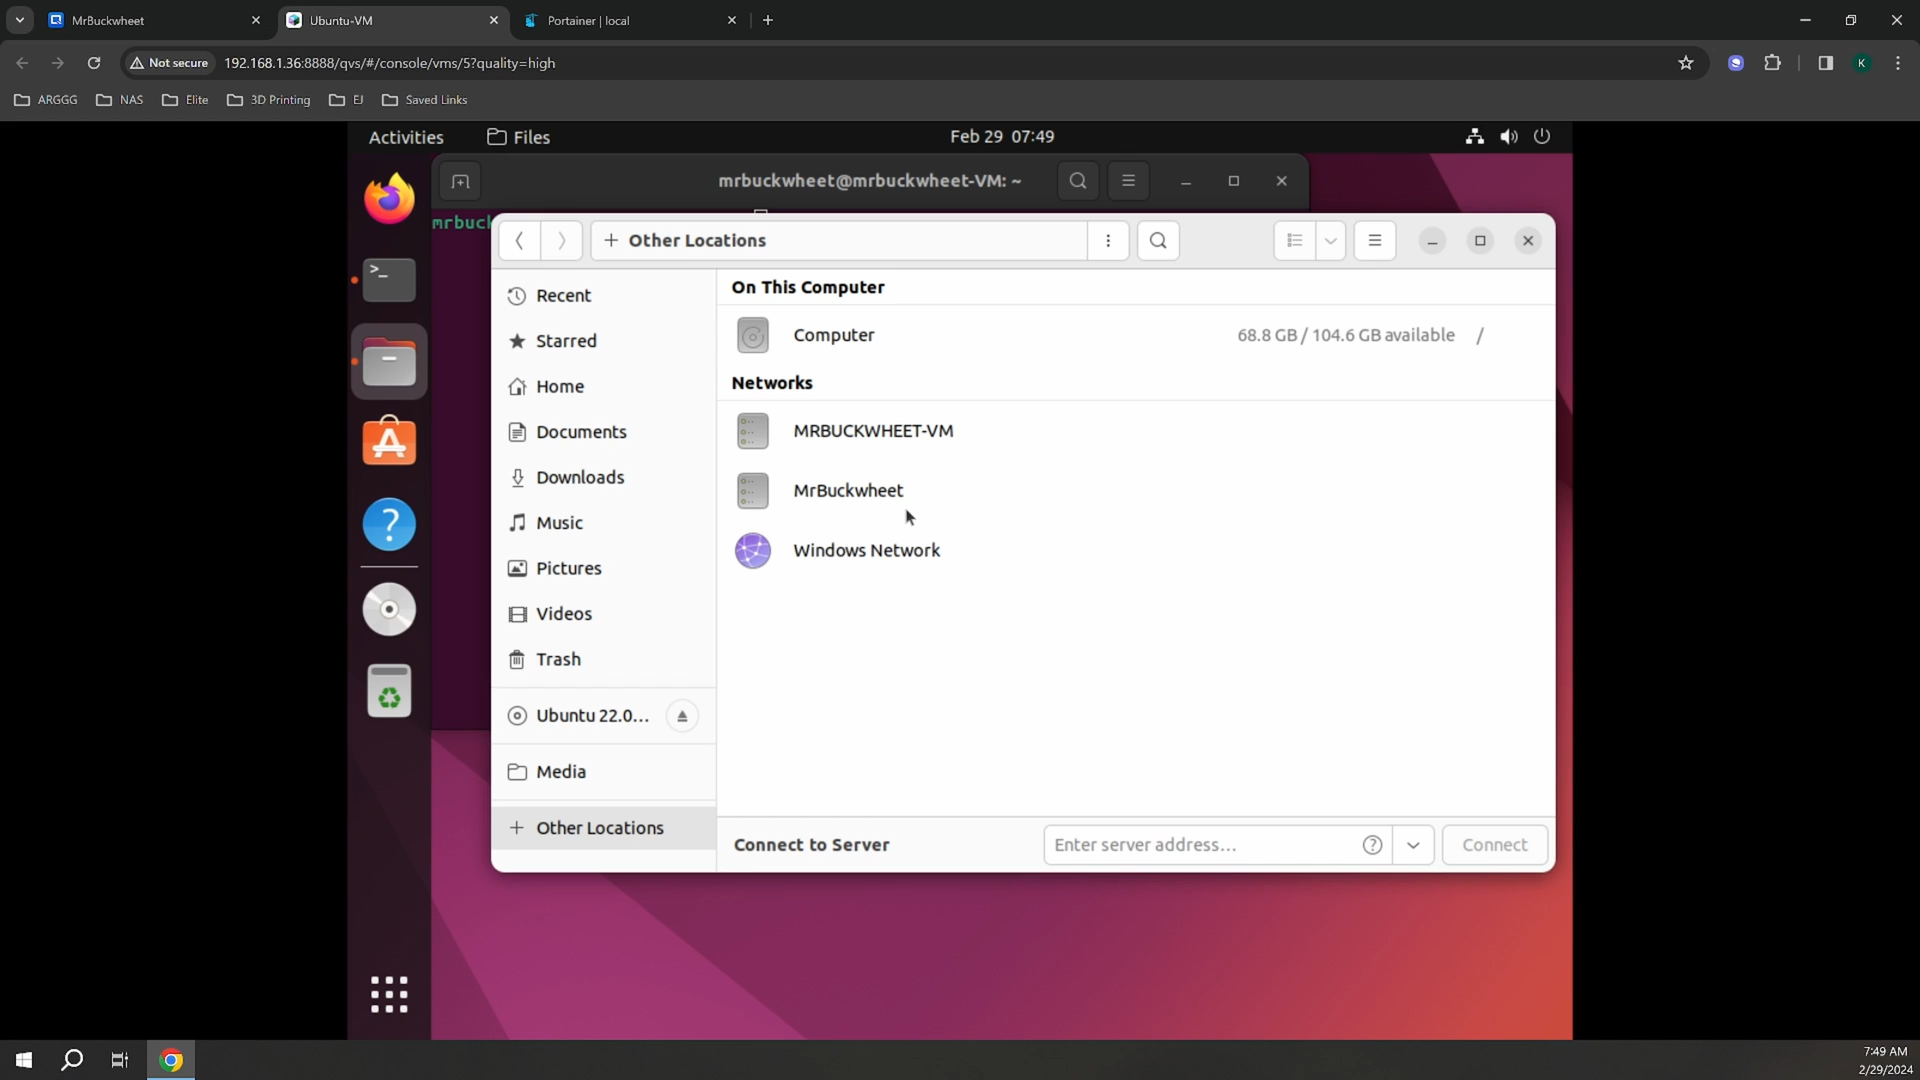 MrBuckwheet
Ubuntu-VM
Portainer | local
Not secure
192.168.1.36:8888/qvs/#/console/vms/5?quality=high
K
ARGGG
NAS
Elite
3D Printing
EJ
Saved Links
Activities
Files
Feb 29 07:49
mrbuckwheet@mrbuckwheet-VM: ~
mrbuck
+ Other Locations
Recent
Starred
Home
Documents
Downloads
Music
Pictures
Videos
Trash
Ubuntu 22.0...
Media
+ Other Locations
On This Computer
Computer
68.8 GB / 104.6 GB available /
Networks
MRBUCKWHEET-VM
MrBuckwheet
Windows Network
Connect to Server
Enter server address...
Connect
7:49 AM
2/29/2024